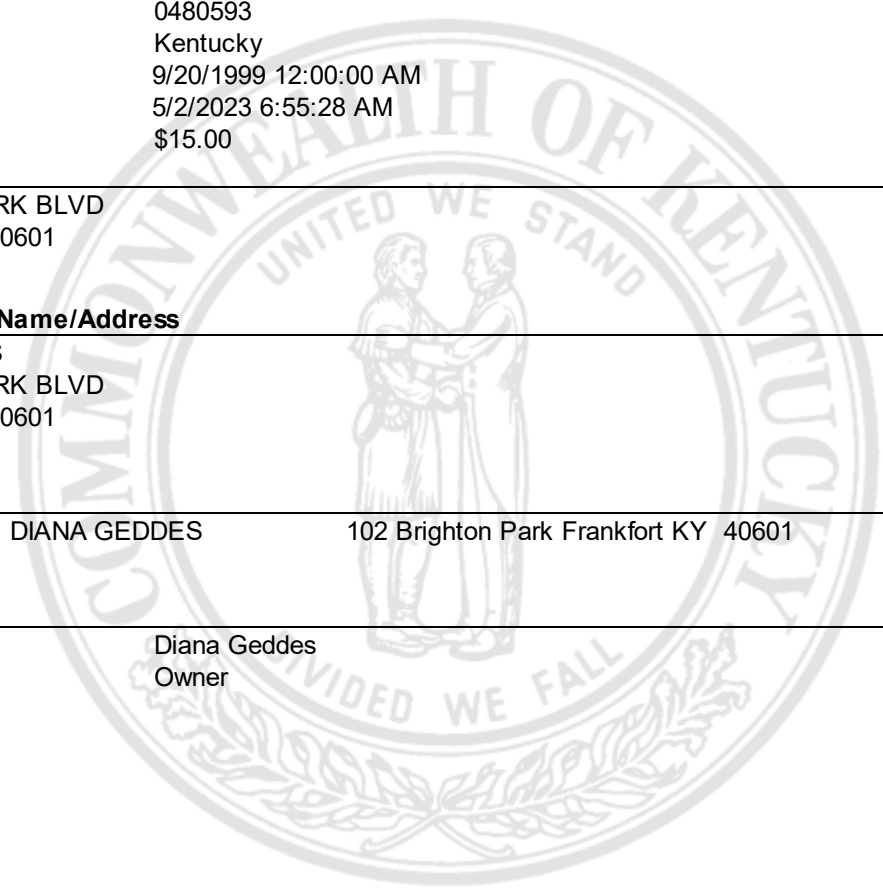 0480593
Kentucky
9/20/1999 12:00:00 AM
5/2/2023 6:55:28 AM
$15.00
RK BLVD
0601
Name/Address
S
RK BLVD
0601
DIANA GEDDES 102 Brighton Park Frankfort KY 40601
Diana Geddes
Owner
COMMONWEALTH OF KENTUCKY
UNITED WE STAND
DIVIDED WE FALL